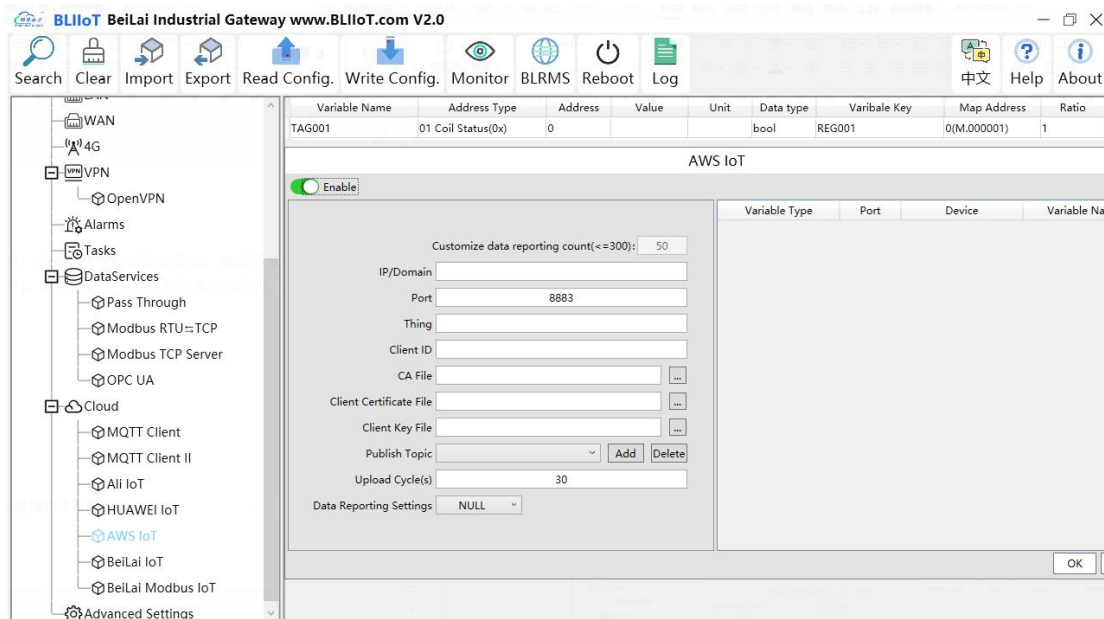 BLIIoT BeiLai Industrial Gateway www.BLIIoT.com V2.0
Search Clear Import Export Read Config. Write Config. Monitor BLRMS Reboot Log 中文 Help About
LAN
WAN
4G
VPN VPN
OpenVPN
Alarms
Tasks
DataServices
Pass Through
Modbus RTU⇆TCP
Modbus TCP Server
OPC UA
Cloud
MQTT Client
MQTT Client II
Ali IoT
HUAWEI IoT
AWS IoT
BeiLai IoT
BeiLai Modbus IoT
Advanced Settings
Variable Name Address Type Address Value Unit Data type Varibale Key Map Address Ratio
TAG001 01 Coil Status(0x) 0 bool REG001 0(M.000001) 1
AWS IoT
Enable
Customize data reporting count(<=300): 50
IP/Domain
Port 8883
Thing
Client ID
CA File ...
Client Certificate File ...
Client Key File ...
Publish Topic Add Delete
Upload Cycle(s) 30
Data Reporting Settings NULL
Variable Type Port Device Variable Na
OK